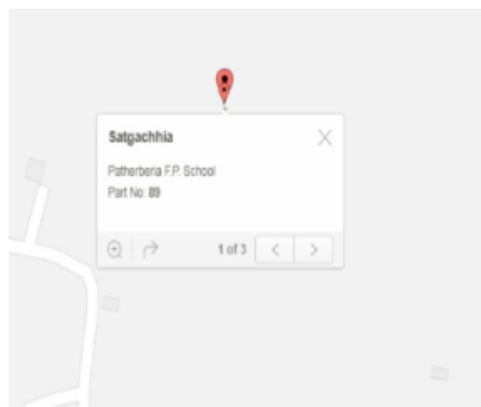 Satgachhia
Patherberia F.P. School
Part No: 89
1 of 3